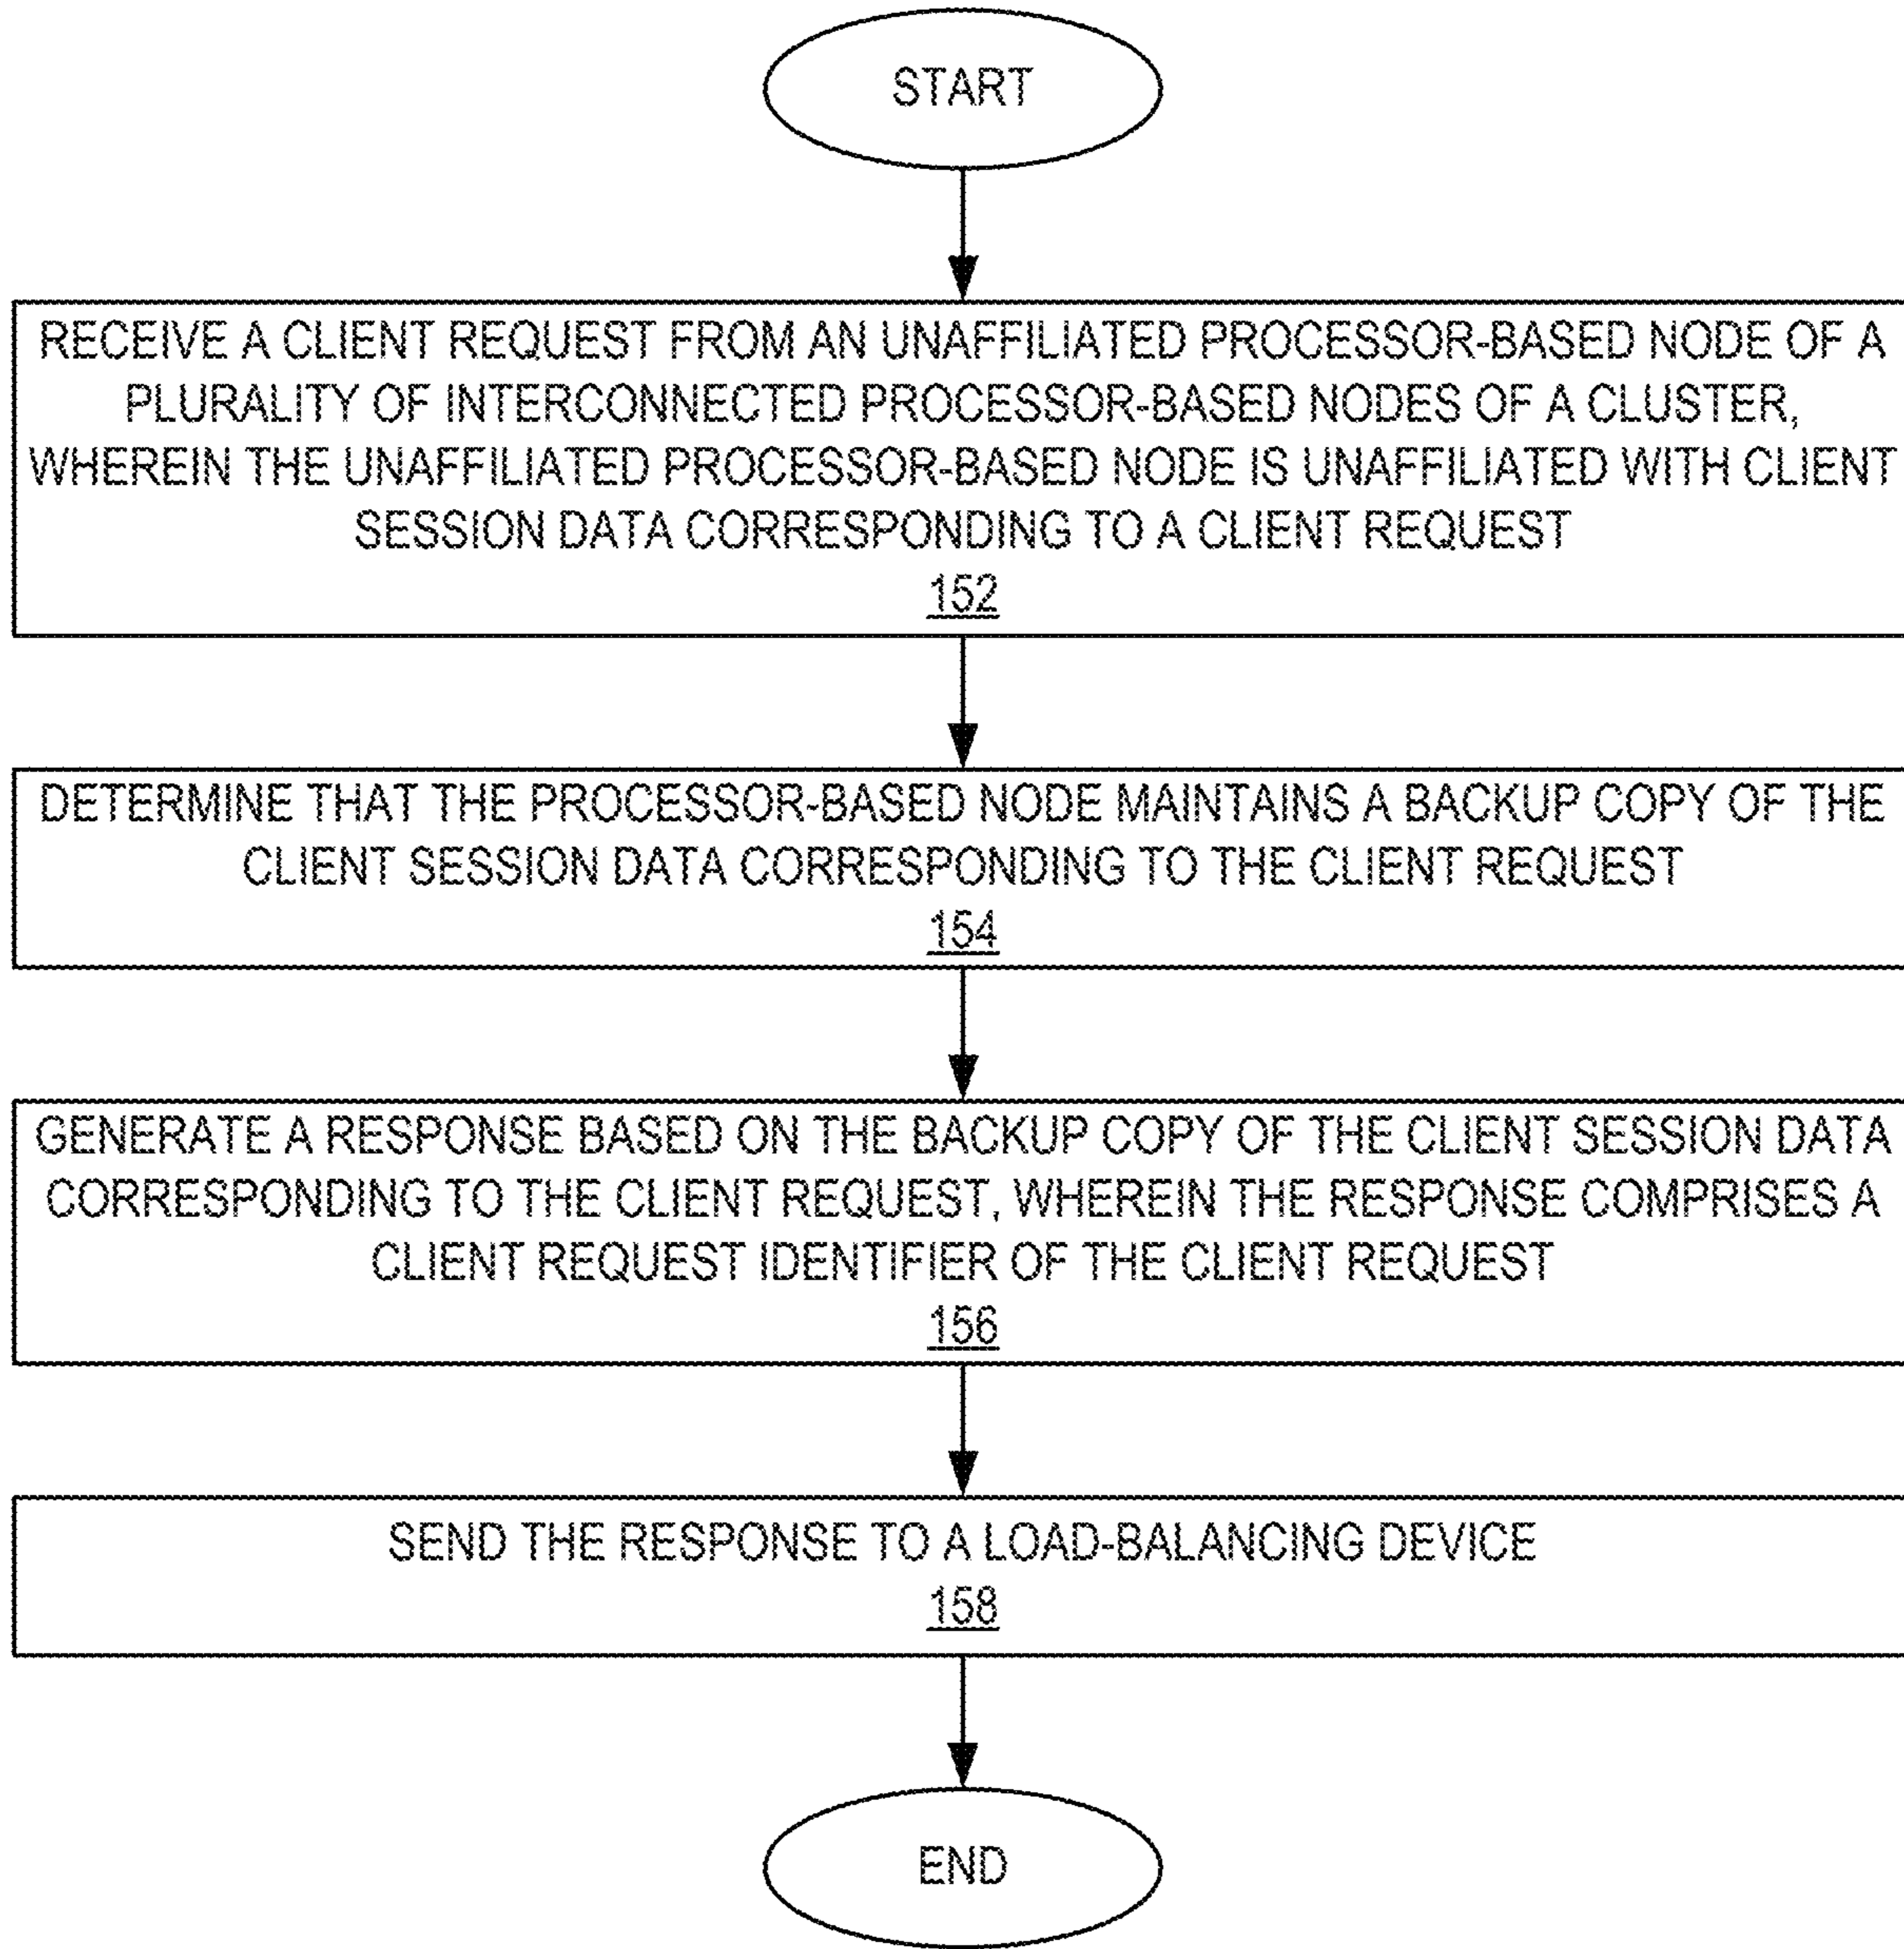 START
RECEIVE A CLIENT REQUEST FROM AN UNAFFILIATED PROCESSOR-BASED NODE OF A
PLURALITY OF INTERCONNECTED PROCESSOR-BASED NODES OF A CLUSTER,
WHEREIN THE UNAFFILIATED PROCESSOR-BASED NODE IS UNAFFILIATED WITH CLIENT
SESSION DATA CORRESPONDING TO A CLIENT REQUEST
152
DETERMINE THAT THE PROCESSOR-BASED NODE MAINTAINS A BACKUP COPY OF THE
CLIENT SESSION DATA CORRESPONDING TO THE CLIENT REQUEST
154
GENERATE A RESPONSE BASED ON THE BACKUP COPY OF THE CLIENT SESSION DATA
CORRESPONDING TO THE CLIENT REQUEST, WHEREIN THE RESPONSE COMPRISES A
CLIENT REQUEST IDENTIFIER OF THE CLIENT REQUEST
156
SEND THE RESPONSE TO A LOAD-BALANCING DEVICE
158
END